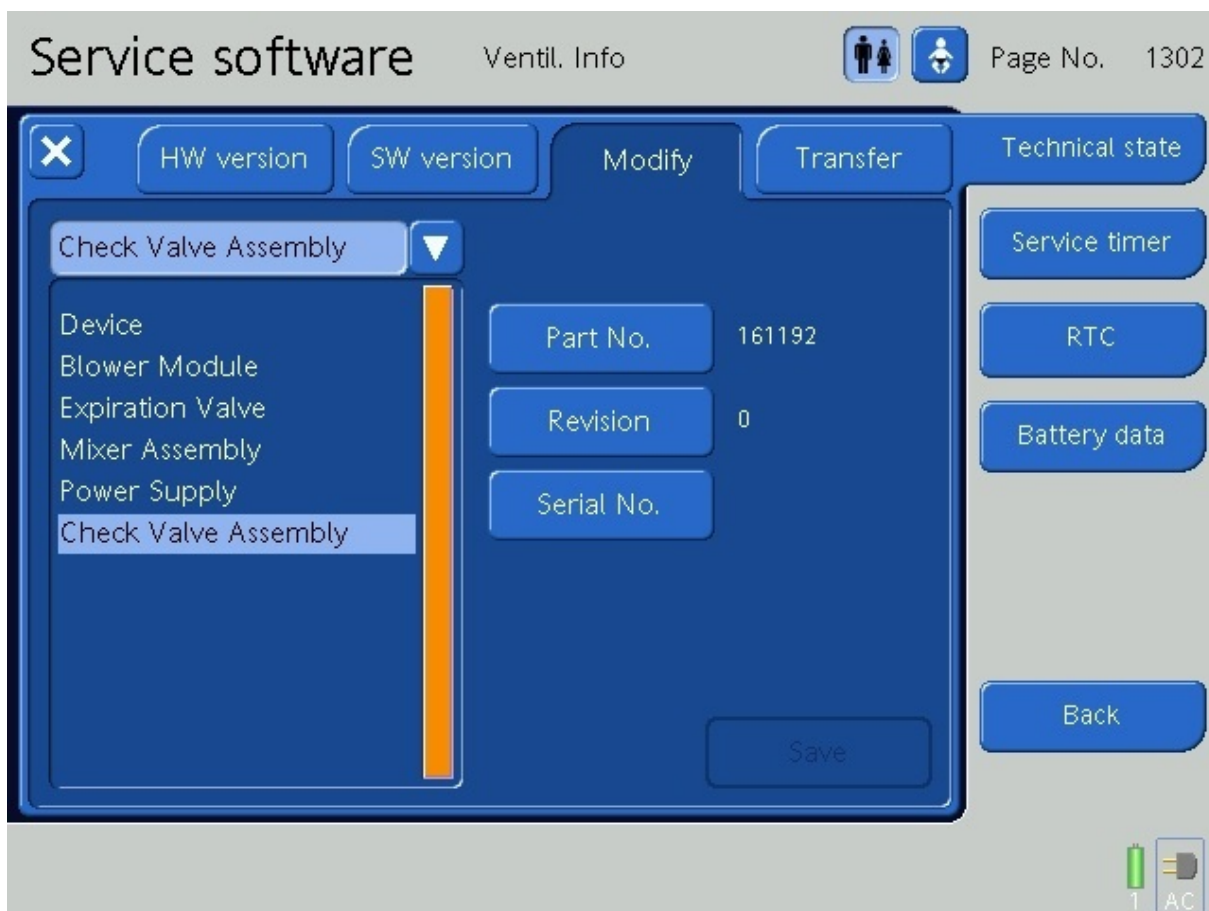 Service software Ventil. Info Page No. 1302
HW version SW version Modify Transfer Technical state
Check Valve Assembly
Service timer
Device
Blower Module
Expiration Valve
Mixer Assembly
Power Supply
Check Valve Assembly
Part No. 161192
Revision 0
Serial No.
RTC
Battery data
Save
Back
1 AC